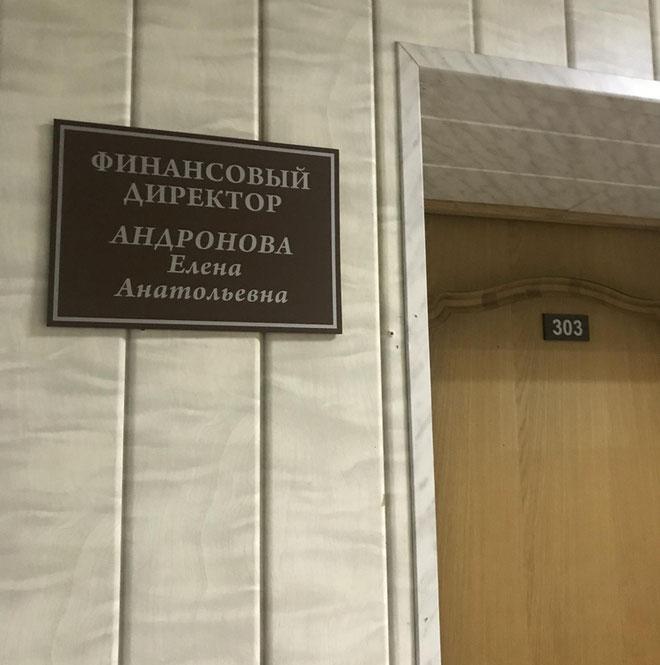 ФИНАНСОВЫЙ
ДИРЕКТОР
АНДРОНОВА
Елена
Анатольевна
303